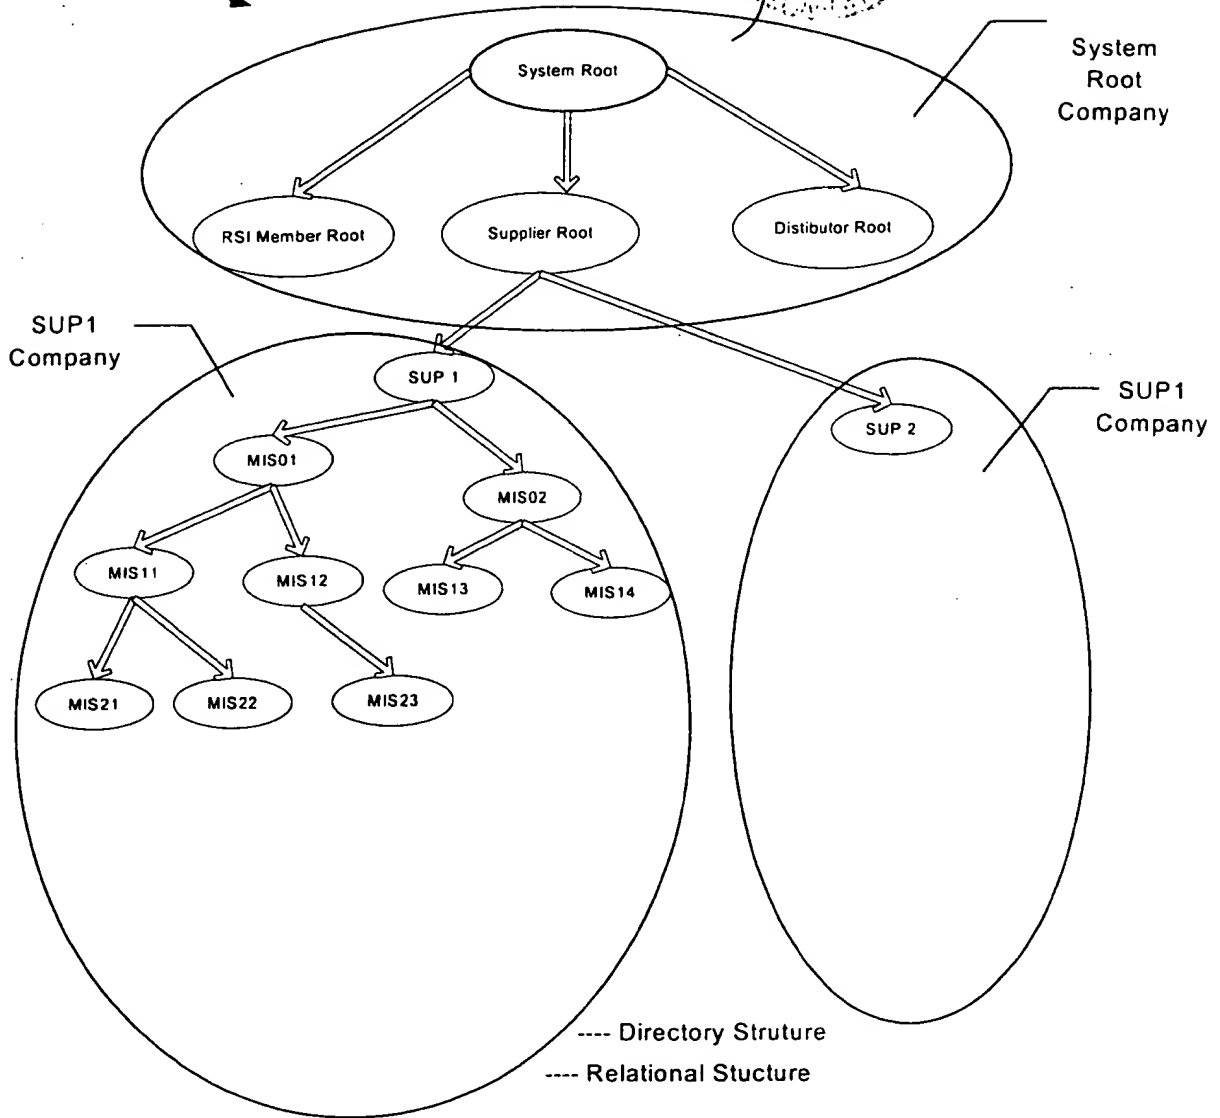 System Root
System
Root
Company
RSI Member Root
Supplier Root
Distibutor Root
SUP1
Company
SUP 1
SUP1
Company
SUP 2
MIS01
MIS02
MIS11
MIS12
MIS13
MIS14
MIS21
MIS22
MIS23
---- Directory Struture
---- Relational Stucture